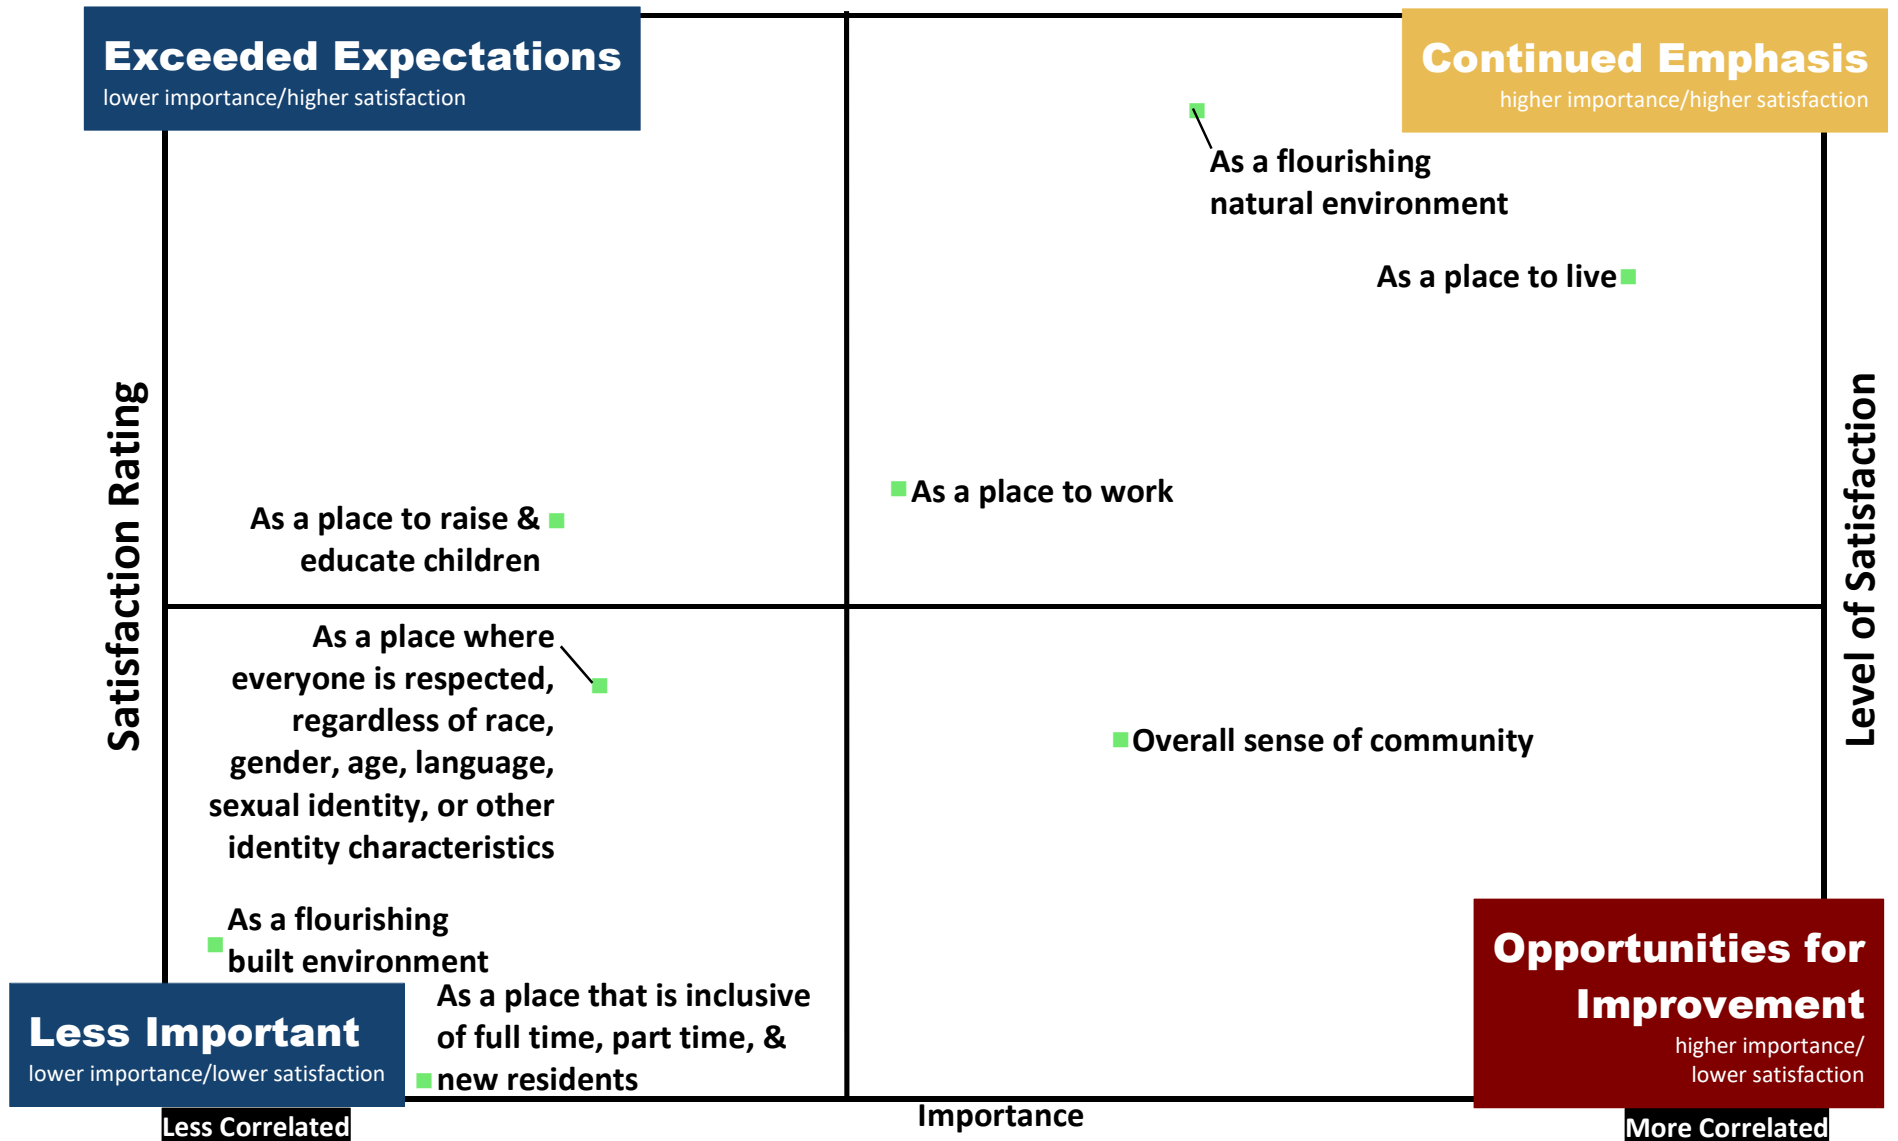 Exceeded Expectations
lower importance/higher satisfaction
Continued Emphasis
higher importance/higher satisfaction
As a flourishing
natural environment
As a place to live
Satisfaction Rating
Level of Satisfaction
As a place to work
As a place to raise &
educate children
As a place where
everyone is respected,
regardless of race,
gender, age, language,
sexual identity, or other
identity characteristics
Overall sense of community
As a flourishing
built environment
As a place that is inclusive
of full time, part time, &
new residents
Less Important
lower importance/lower satisfaction
Opportunities for
Improvement
higher importance/
lower satisfaction
Less Correlated
Importance
More Correlated